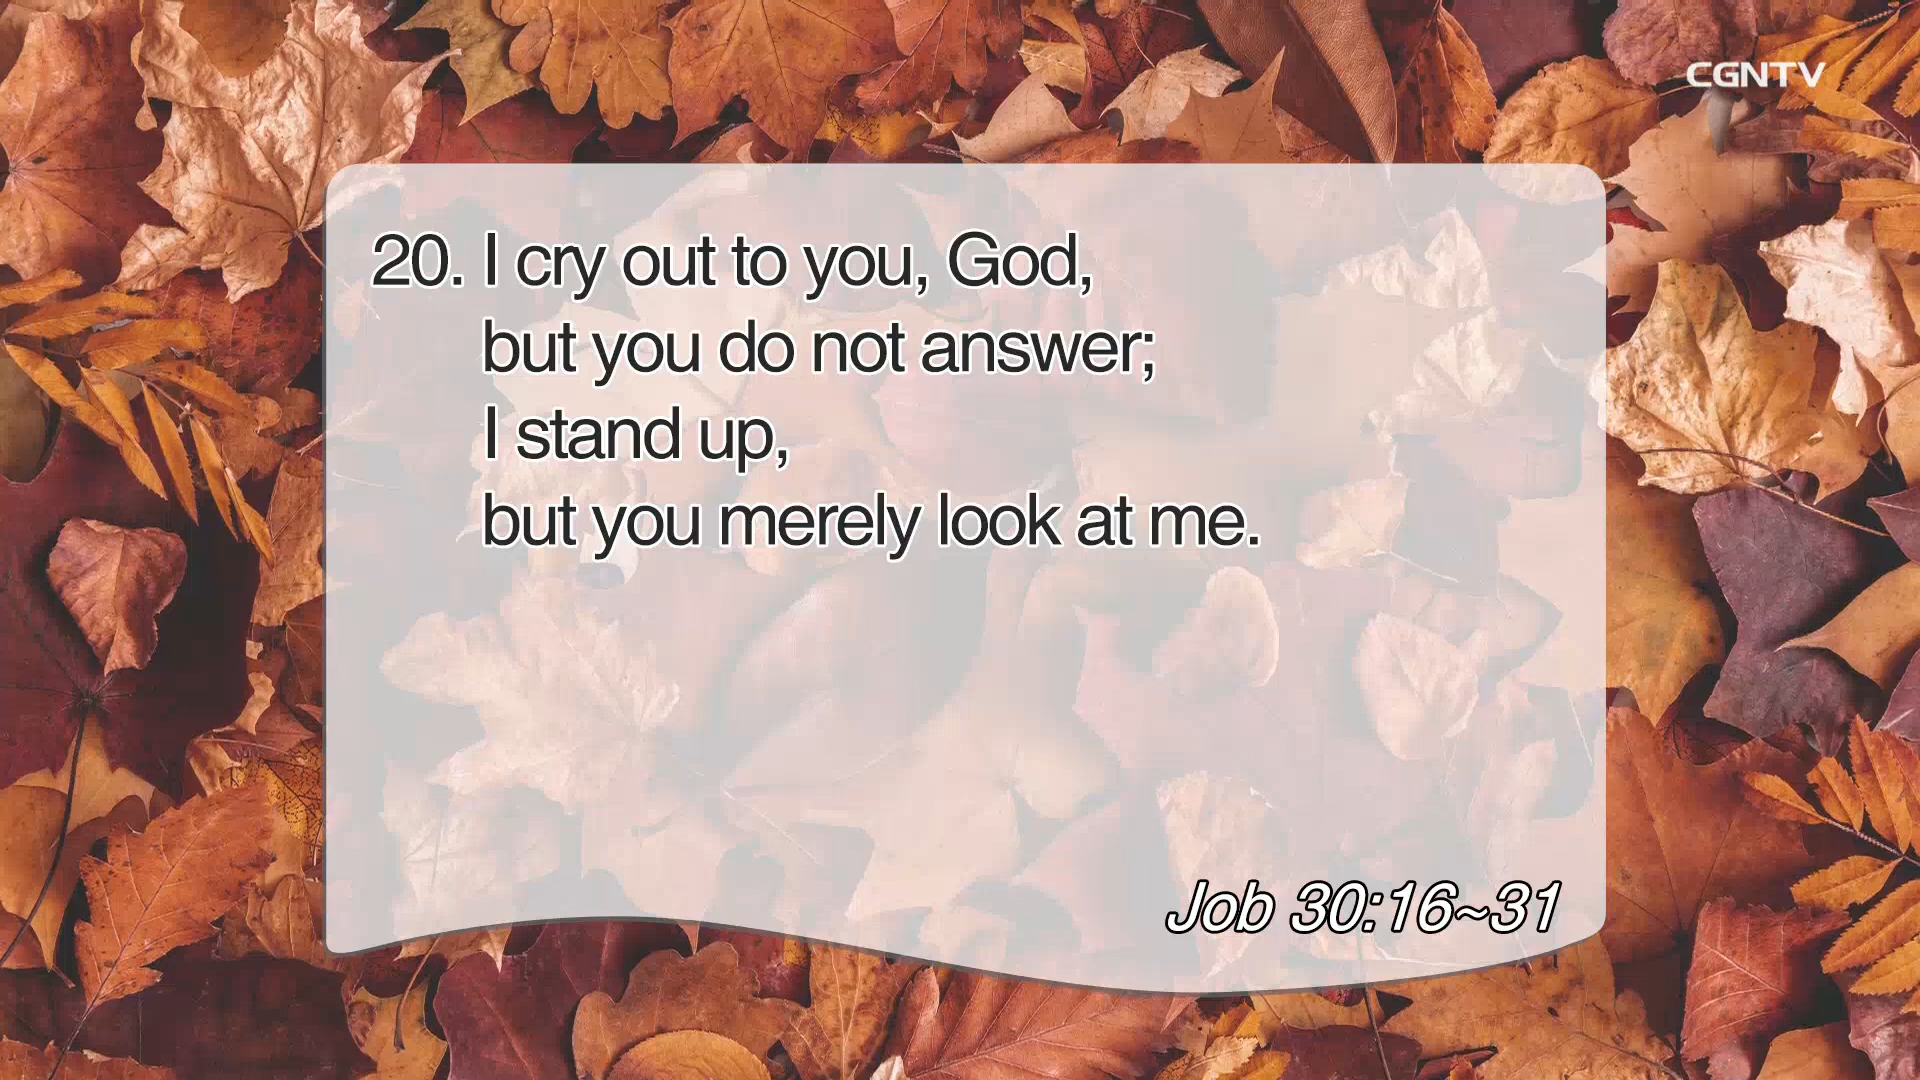 CGNTV
20. I cry out to you, God,
but you do not answer;
I stand up,
but you merely look at me.
Job 30:16~31